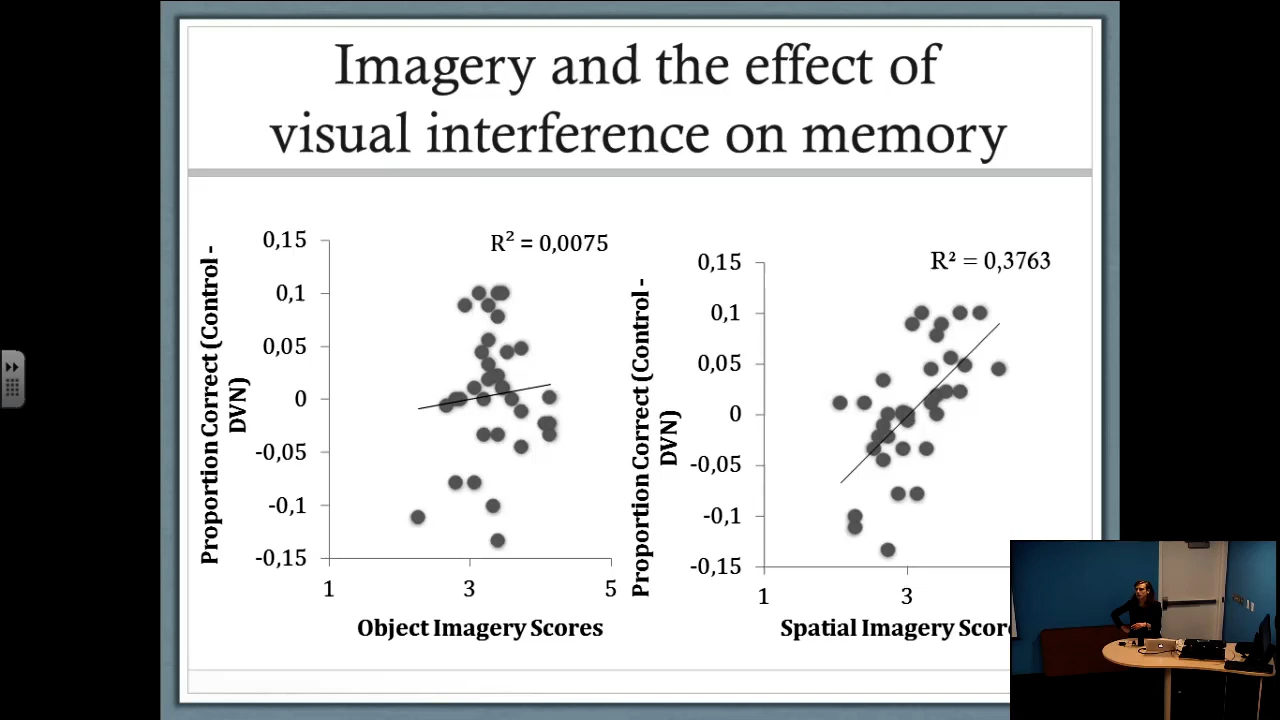 Imagery and the effect of
visual interference on memory
Proportion Correct (Control -
DVN)
R² = 0,0075
0,15
0,1
0,05
0
-0,05
-0,1
-0,15
1 3 5
Object Imagery Scores
Proportion Correct (Control -
DVN)
R² = 0,3763
0,15
0,1
0,05
0
-0,05
-0,1
-0,15
1 3
Spatial Imagery Scor